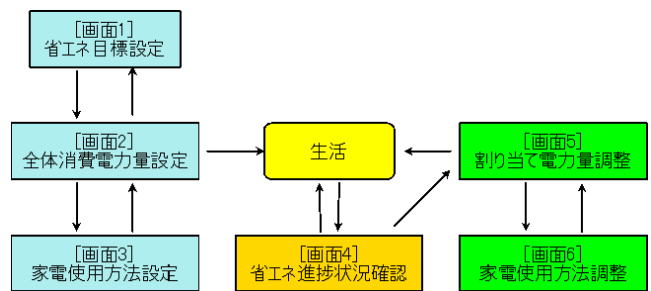 [画面1]
省エネ目標設定
[画面2]
全体消費電力量設定
生活
[画面5]
割り当て電力量調整
[画面3]
家電使用方法設定
[画面4]
省エネ進捗状況確認
[画面6]
家電使用方法調整